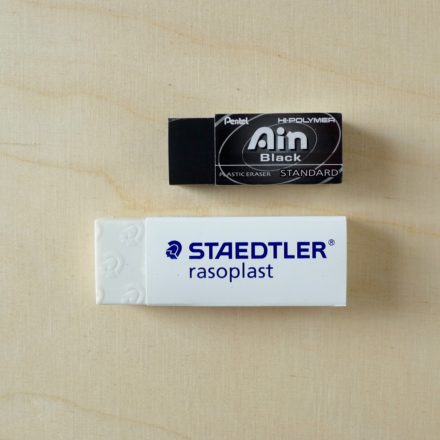 Pentel HI-POLYMER
Ain
Black
PLASTIC ERASER STANDARD
STAEDTLER®
rasoplast